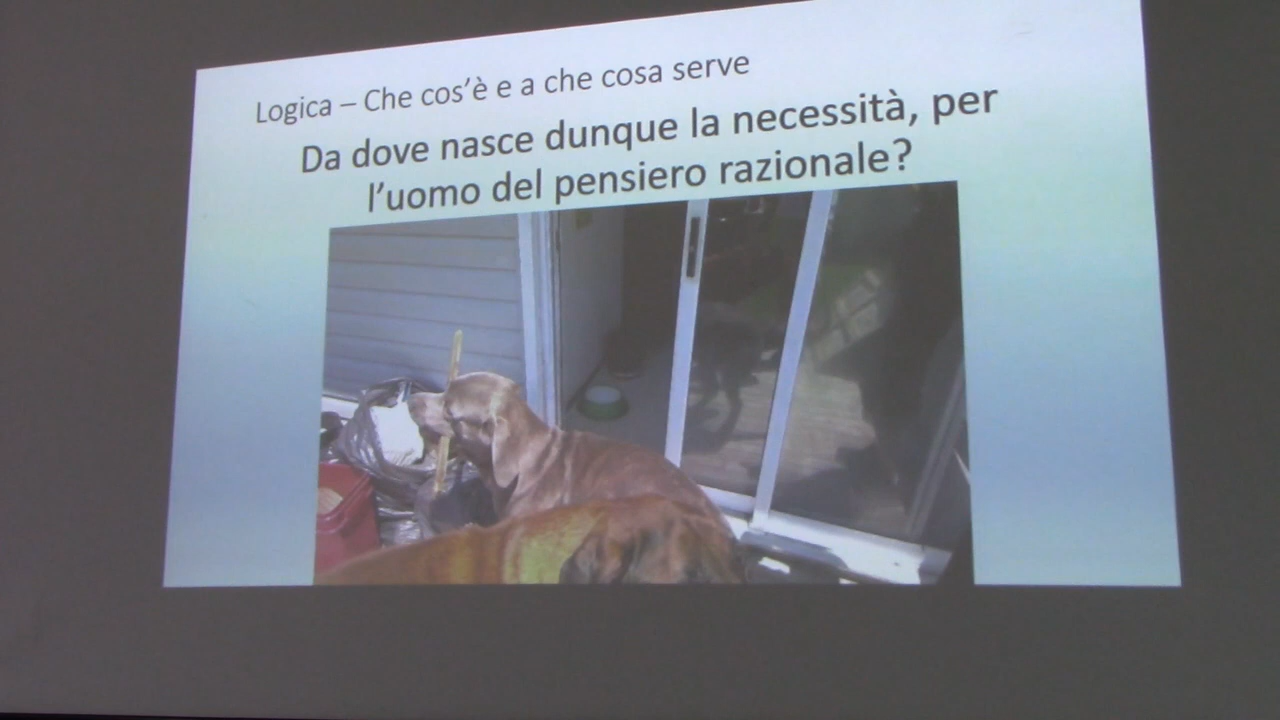 Logica – Che cos'è e a che cosa serve
Da dove nasce dunque la necessità, per
l'uomo del pensiero razionale?